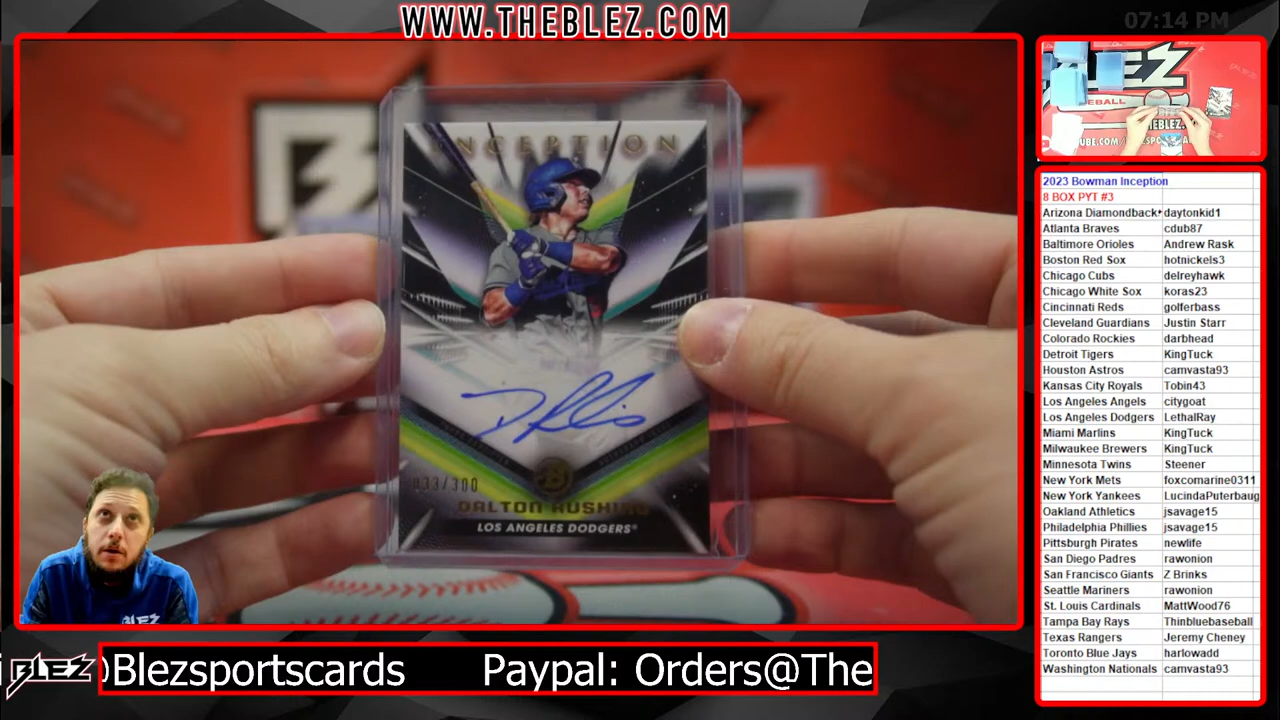 WWW.THEBLEZ.COM
07:14 PM
INCEPTION
033/300
DALTON RUSHING
LOS ANGELES DODGERS®
BLEZ
@Blezsportscards Paypal: Orders@The
2023 Bowman Inception
8 BOX PYT #3
Arizona Diamondback daytonkid1
Atlanta Braves cdub87
Baltimore Orioles Andrew Rask
Boston Red Sox hotnickels3
Chicago Cubs delreyhawk
Chicago White Sox koras23
Cincinnati Reds golferbass
Cleveland Guardians Justin Starr
Colorado Rockies darbhead
Detroit Tigers KingTuck
Houston Astros camvasta93
Kansas City Royals Tobin43
Los Angeles Angels citygoat
Los Angeles Dodgers LethalRay
Miami Marlins KingTuck
Milwaukee Brewers KingTuck
Minnesota Twins Steener
New York Mets foxcomarine0311
New York Yankees LucindaPuterbaug
Oakland Athletics jsavage15
Philadelphia Phillies jsavage15
Pittsburgh Pirates newlife
San Diego Padres rawonion
San Francisco Giants Z Brinks
Seattle Mariners rawonion
St. Louis Cardinals MattWood76
Tampa Bay Rays Thinbluebaseball
Texas Rangers Jeremy Cheney
Toronto Blue Jays harlowadd
Washington Nationals camvasta93